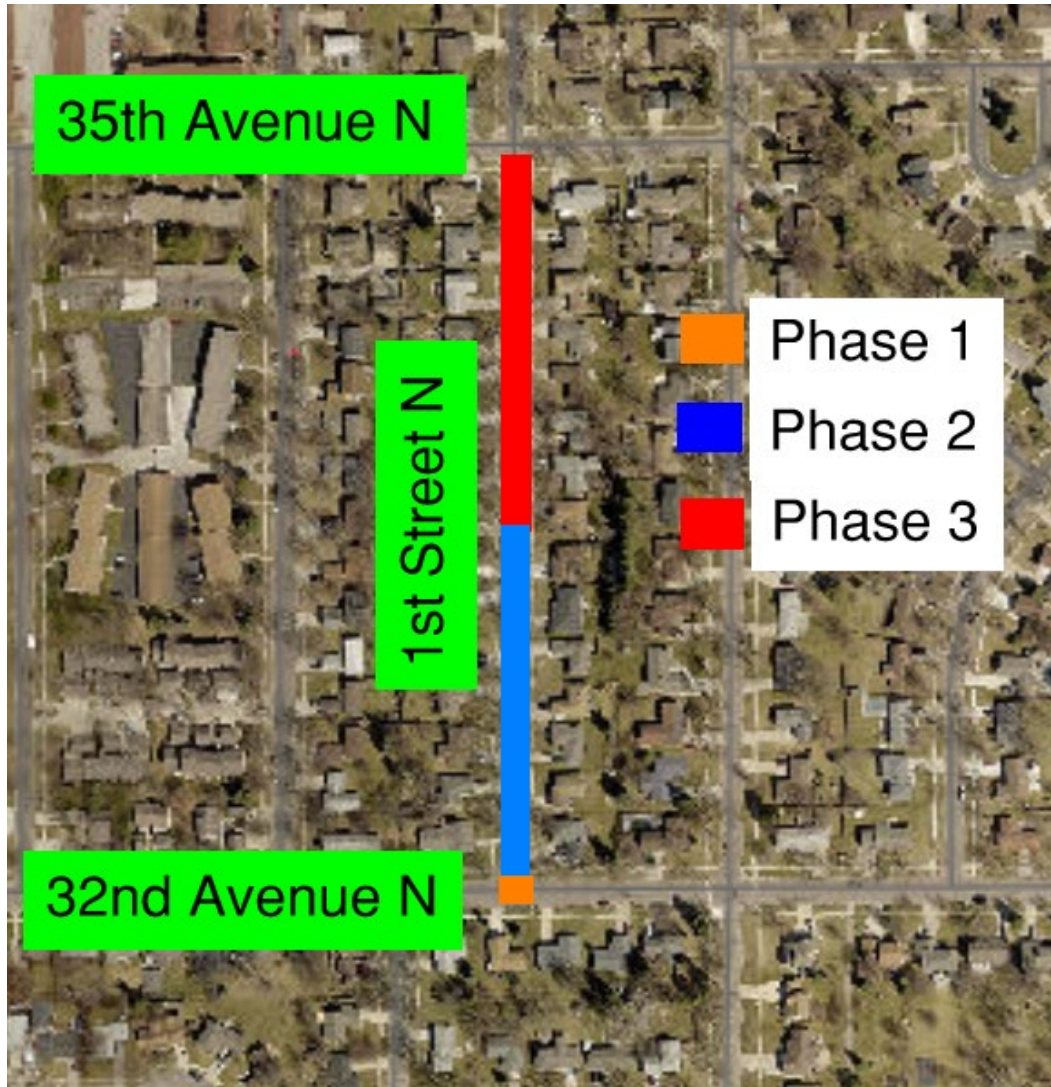 35th Avenue N
1st Street N
Phase 1
Phase 2
Phase 3
32nd Avenue N